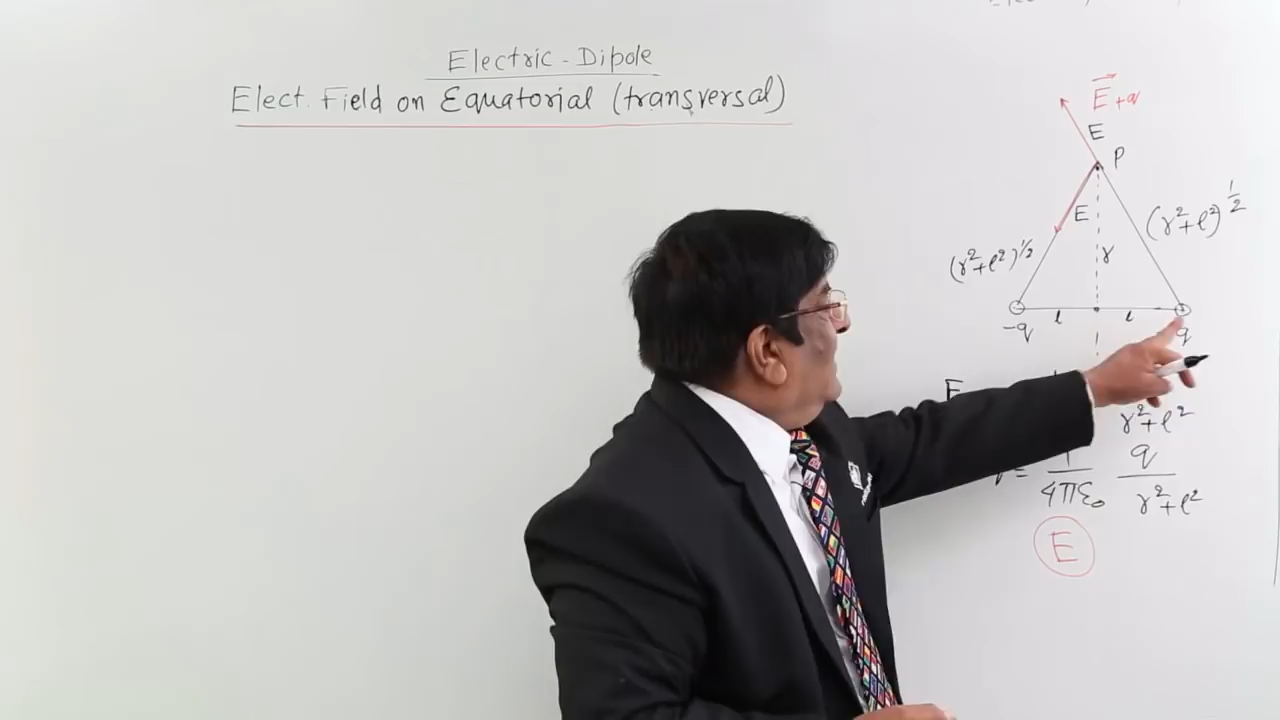 Electric - Dipole
Elect. Field on Equatorial (transversal)
E⃗+q
E
P
E
(r²+l²)^1/2
(r²+l²)^1/2
r
-q
l
l
q
E
r²+l²
= 1/4πε₀ q/r²+l²
E